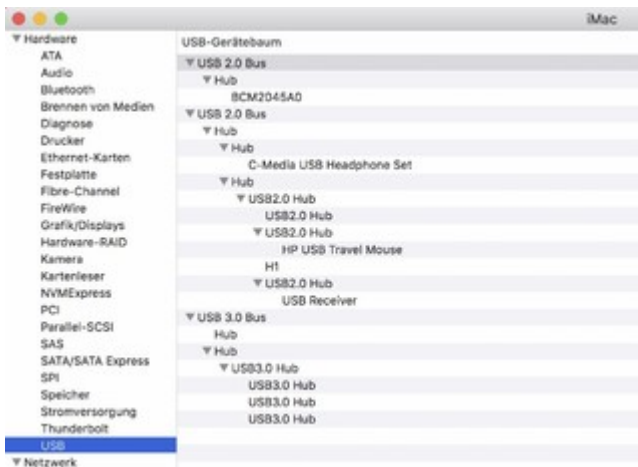 iMac
▼ Hardware
ATA
Audio
Bluetooth
Brennen von Medien
Diagnose
Drucker
Ethernet-Karten
Festplatte
Fibre-Channel
FireWire
Grafik/Displays
Hardware-RAID
Kamera
Kartenleser
NVMExpress
PCI
Parallel-SCSI
SAS
SATA/SATA Express
SPI
Speicher
Stromversorgung
Thunderbolt
USB
▼ Netzwerk
USB-Gerätebaum
▼ USB 2.0 Bus
▼ Hub
BCM2045A0
▼ USB 2.0 Bus
▼ Hub
▼ Hub
C-Media USB Headphone Set
▼ Hub
▼ USB2.0 Hub
USB2.0 Hub
▼ USB2.0 Hub
HP USB Travel Mouse
H1
▼ USB2.0 Hub
USB Receiver
▼ USB 3.0 Bus
Hub
▼ Hub
▼ USB3.0 Hub
USB3.0 Hub
USB3.0 Hub
USB3.0 Hub